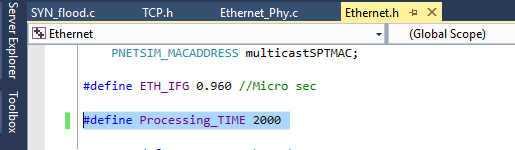 SYN_flood.c TCP.h Ethernet_Phy.c Ethernet.h
Ethernet (Global Scope)
PNETSIM_MACADDRESS multicastSPTMAC;
#define ETH_IFG 0.960 //Micro sec
#define Processing_TIME 2000
Server Explorer
Toolbox